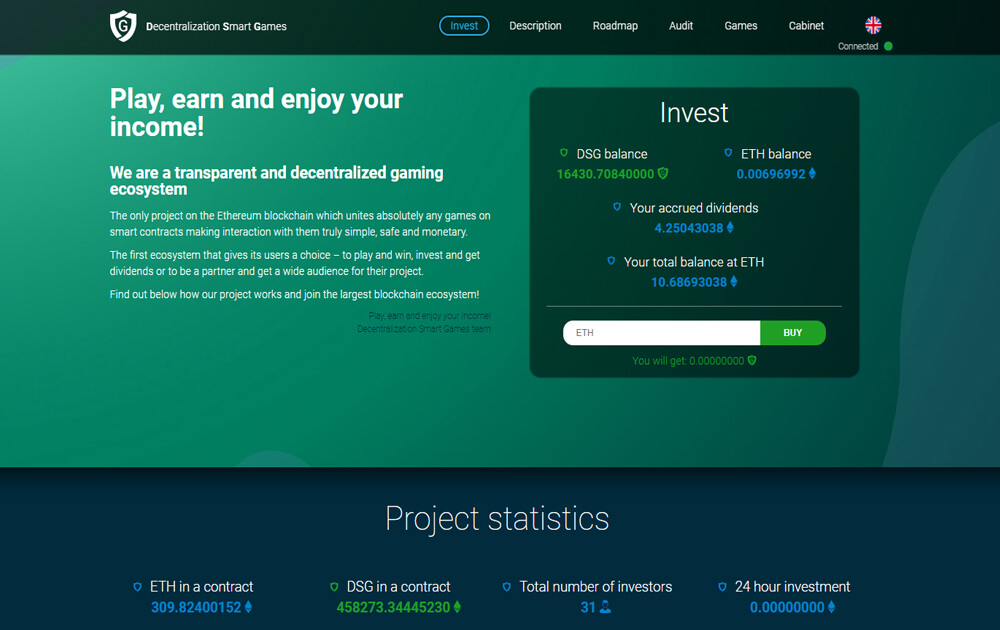 Decentralization Smart Games
Invest
Description
Roadmap
Audit
Games
Cabinet
Connected
Play, earn and enjoy your
income!
We are a transparent and decentralized gaming
ecosystem
The only project on the Ethereum blockchain which unites absolutely any games on
smart contracts making interaction with them truly simple, safe and monetary.
The first ecosystem that gives its users a choice – to play and win, invest and get
dividends or to be a partner and get a wide audience for their project.
Find out below how our project works and join the largest blockchain ecosystem!
Play, earn and enjoy your income!
Decentralization Smart Games team
Invest
DSG balance
16430.70840000
ETH balance
0.00696992
Your accrued dividends
4.25043038
Your total balance at ETH
10.68693038
ETH
BUY
You will get: 0.00000000
Project statistics
ETH in a contract
309.82400152
DSG in a contract
458273.34445230
Total number of investors
31
24 hour investment
0.00000000